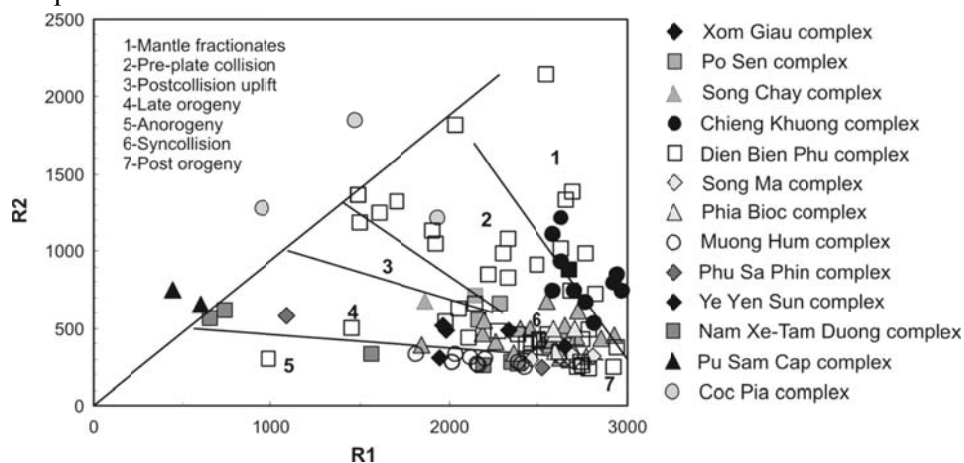 2500
2000
1500
1000
500
0
R2
1-Mantle fractionates
2-Pre-plate collision
3-Postcollision uplift
4-Late orogeny
5-Anorogeny
6-Syncollision
7-Post orogeny
1
2
3
4
5
6
7
0
1000
2000
3000
R1
Xom Giau complex
Po Sen complex
Song Chay complex
Chieng Khuong complex
Dien Bien Phu complex
Song Ma complex
Phia Bioc complex
Muong Hum complex
Phu Sa Phin complex
Ye Yen Sun complex
Nam Xe-Tam Duong complex
Pu Sam Cap complex
Coc Pia complex